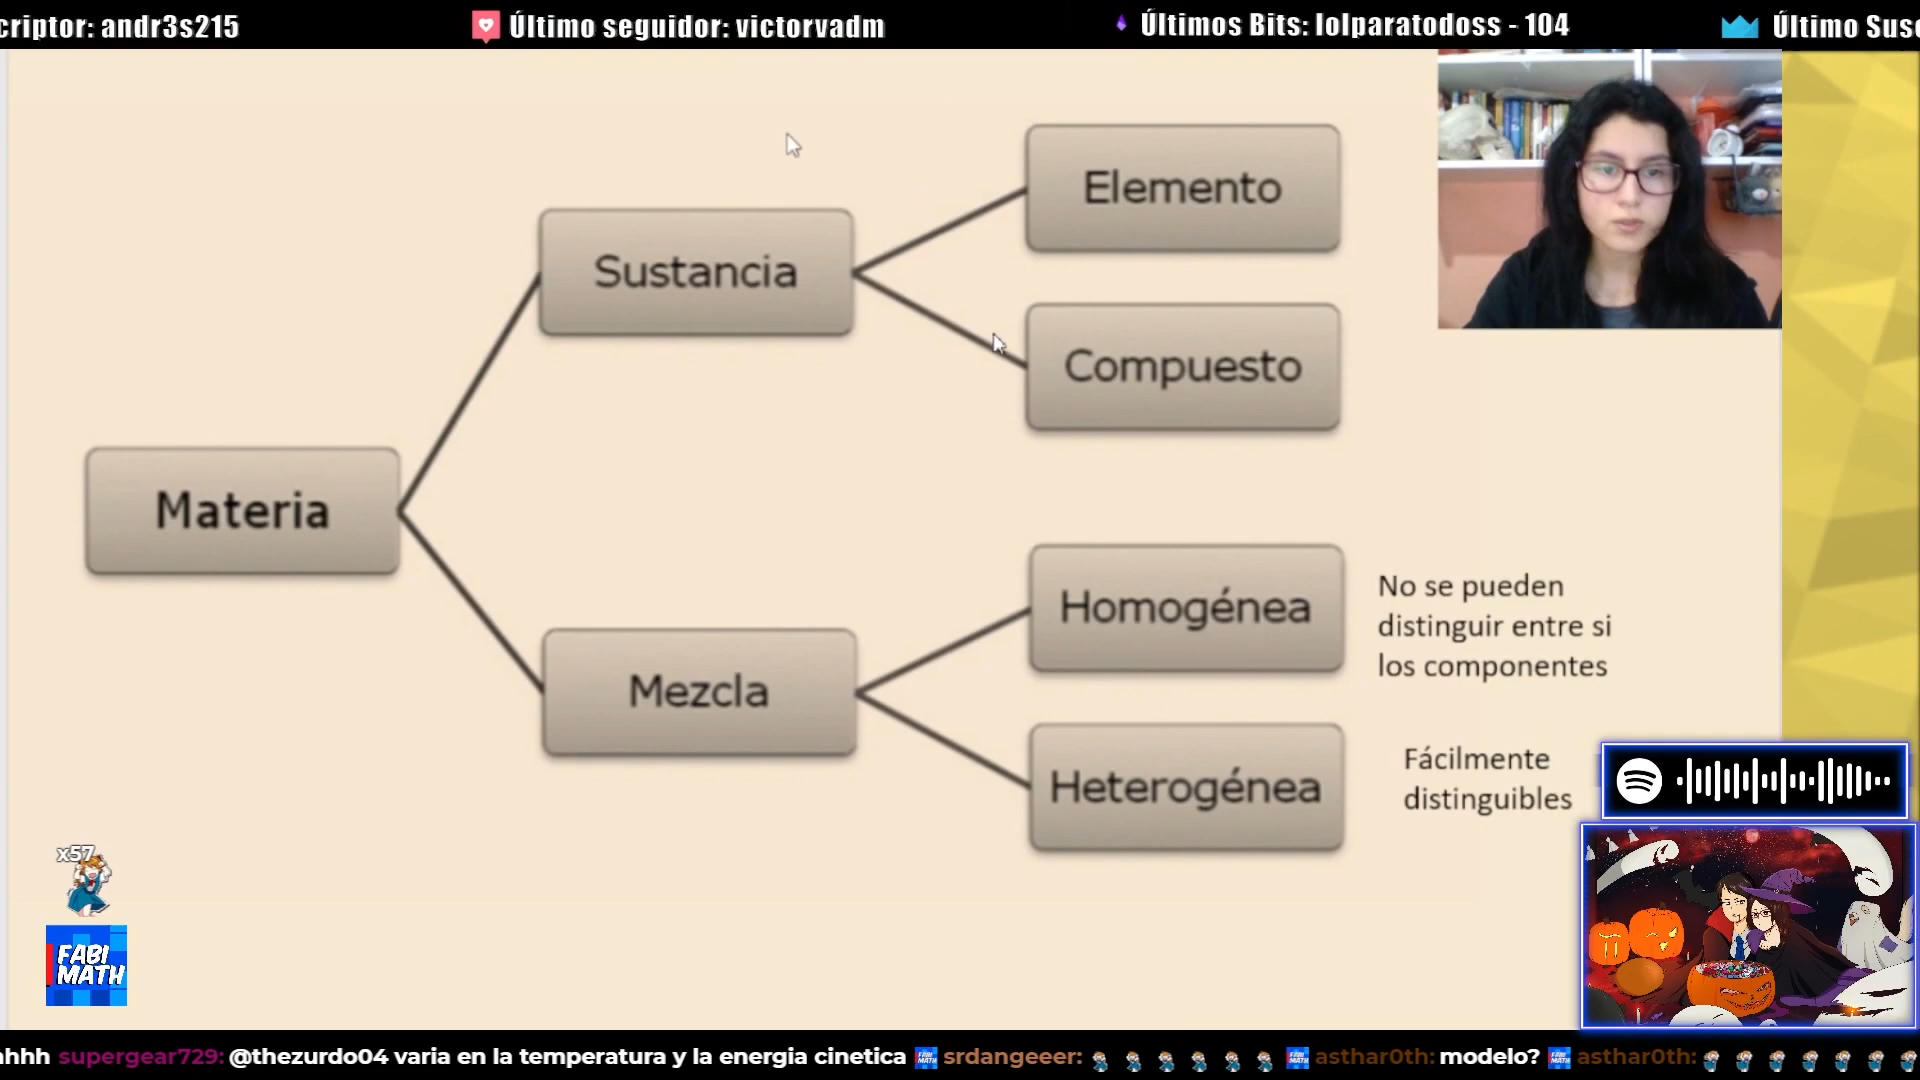 criptor: andr3s215
Último seguidor: victorvadm
Últimos Bits: lolparatodoss - 104
Último Sus
Elemento
Sustancia
Compuesto
Materia
Homogénea
No se pueden
distinguir entre si
los componentes
Mezcla
Heterogénea
Fácilmente
distinguibles
x57
FABI
MATH
ahhh supergear729: @thezurdo04 varia en la temperatura y la energia cinetica srdangeeer: asthar0th: modelo? asthar0th: